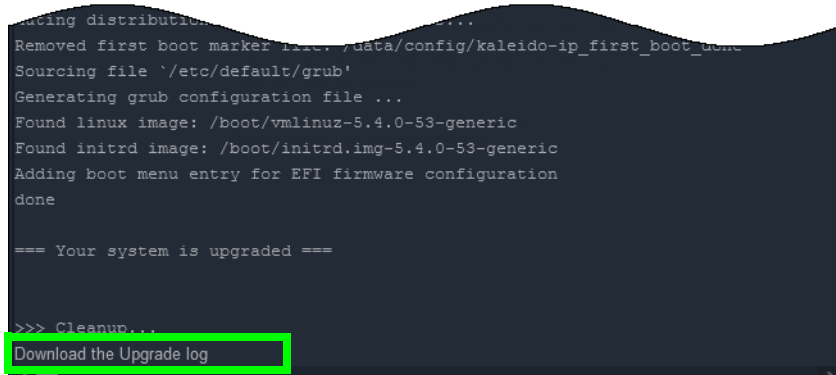 distribution
Removed first boot marker file: /data/config/kaleido-ip_first_boot_done
Sourcing file `/etc/default/grub'
Generating grub configuration file ...
Found linux image: /boot/vmlinuz-5.4.0-53-generic
Found initrd image: /boot/initrd.img-5.4.0-53-generic
Adding boot menu entry for EFI firmware configuration
done
=== Your system is upgraded ===
>>> Cleanup...
Download the Upgrade log